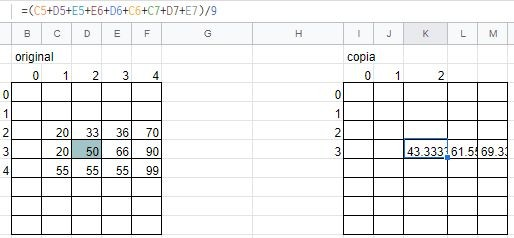 =(C5+D5+E5+E6+D6+C6+C7+D7+E7)/9
B C D E F G H I J K L M
original copia
0 1 2 3 4 0 1 2
0 0
1 1
2 20 33 36 70 2
3 20 50 66 90 3 43.333 61.5 69.33
4 55 55 55 99